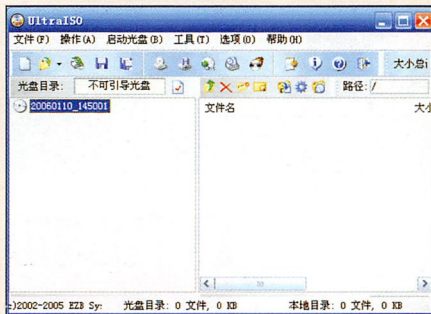 UltraISO
文件(F) 操作(A) 启动光盘(B) 工具(T) 选项(O) 帮助(H)
大小总i
光盘目录: 不可引导光盘 路径: /
20060110_145001
文件名 大小
)2002-2005 EZB Sy: 光盘目录: 0 文件, 0 KB 本地目录: 0 文件, 0 KB